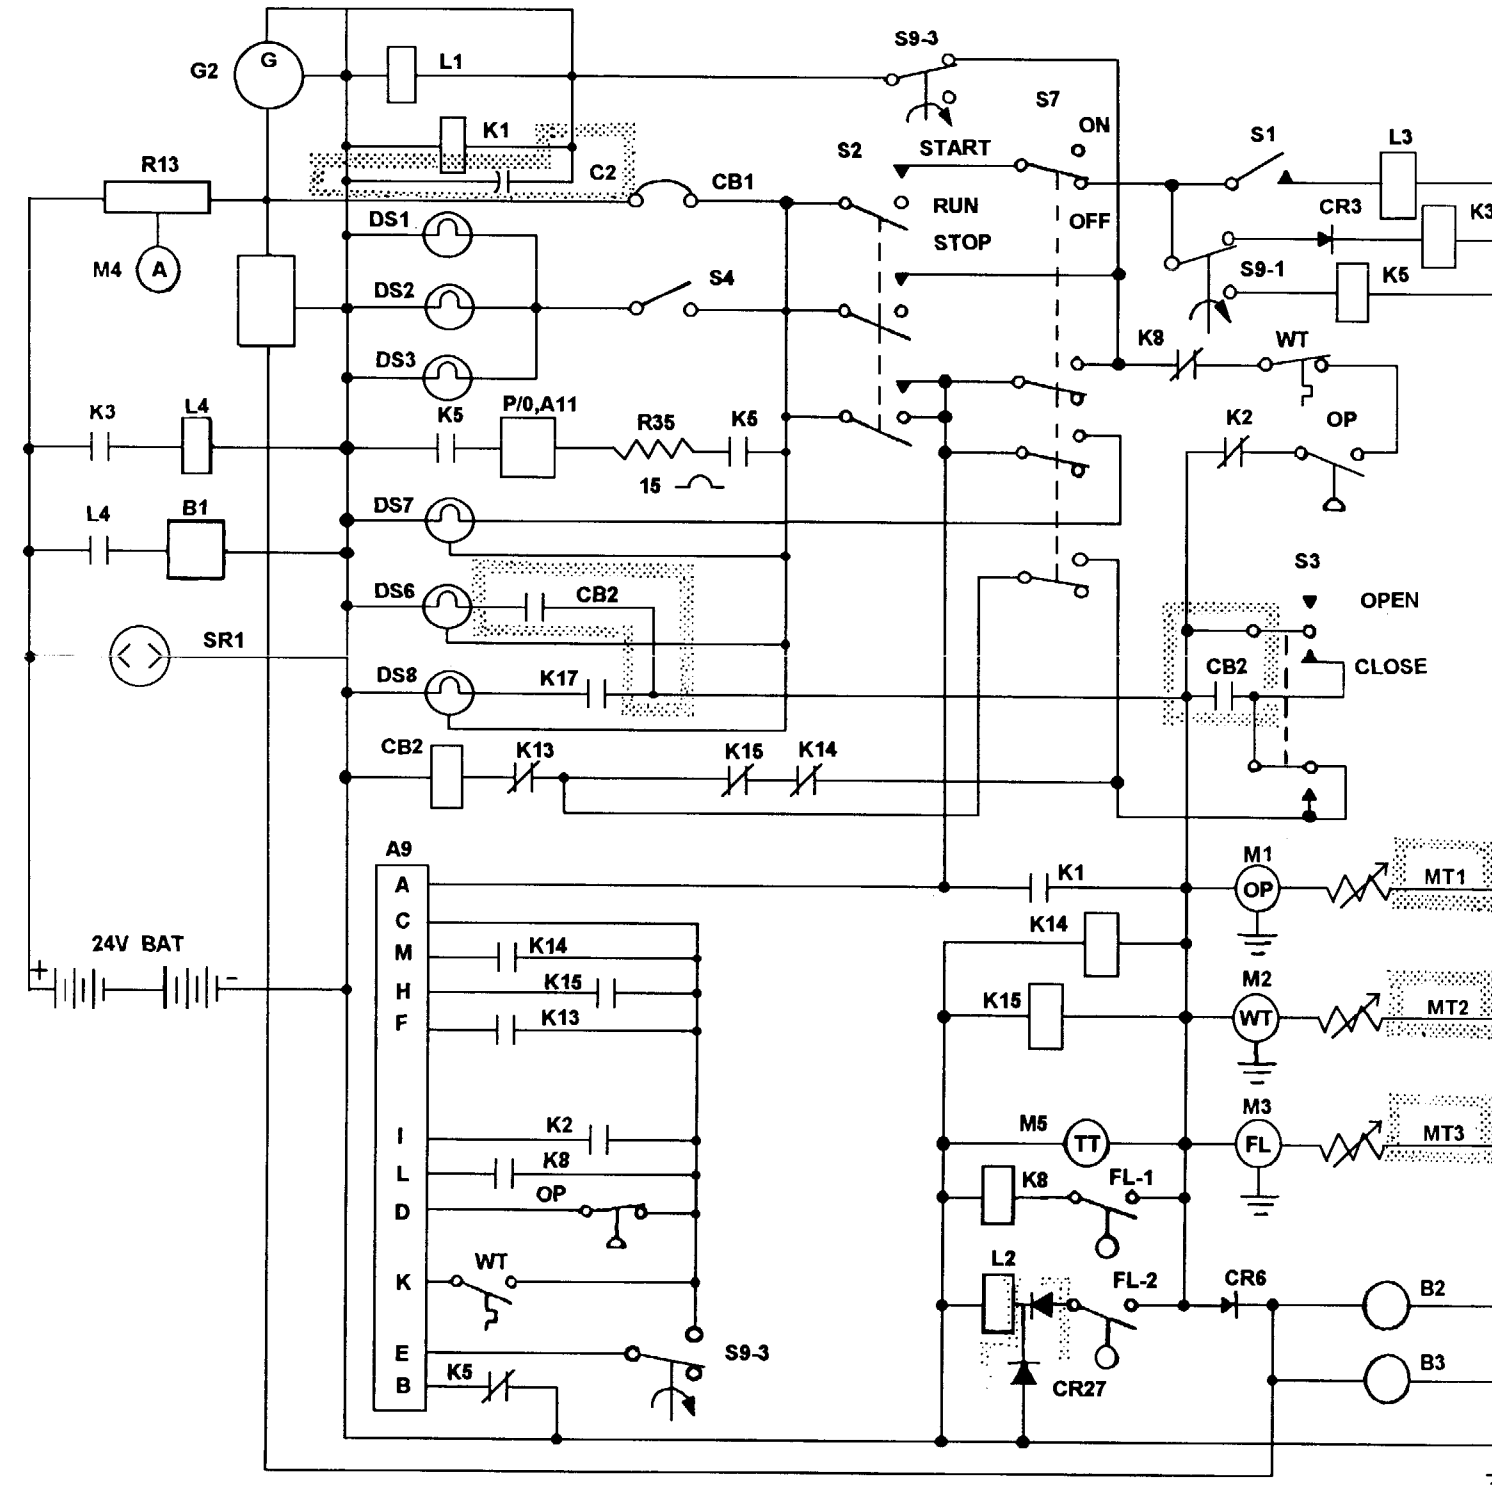 S9-3
G2 G L1
S7
ON
K1
S2 START
S1 L3
R13
C2
CB1
RUN
CR3
K3
DS1
OFF
STOP
M4 A
S9-1
K5
DS2
S4
K8
WT
DS3
K3 L4
K5
P/0,A11
R35
K5
K2
OP
15
L4 B1
DS7
S3
DS6
CB2
OPEN
SR1
CB2
CLOSE
DS8
K17
CB2
K13
K15 K14
A9
M1
A
K1
OP
MT1
C
K14
24V BAT
M
K14
+
-
H
K15
K15
M2
F
K13
WT
MT2
M3
I
K2
M5
TT
FL
MT3
L
K8
K8
FL-1
D
OP
K
WT
L2
FL-2
CR6
B2
E
S9-3
B3
B
K5
CR27